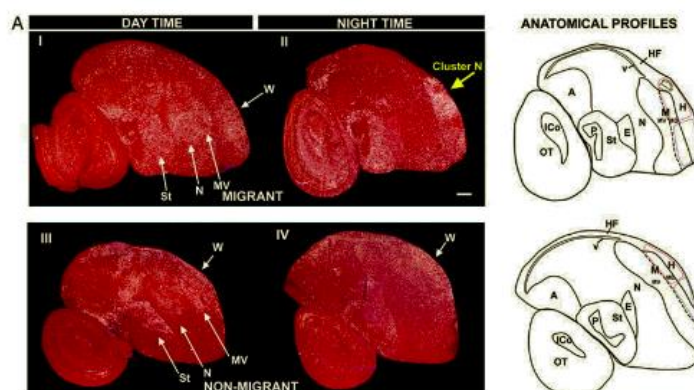 A
DAY TIME
NIGHT TIME
ANATOMICAL PROFILES
I
II
Cluster N
W
St
N
MV
MIGRANT
HF
V
A
M
H
ICo
OT
P
St
E
N
III
IV
W
W
St
N
MV
NON-MIGRANT
HF
V
A
M
H
ICo
OT
P
St
E
N